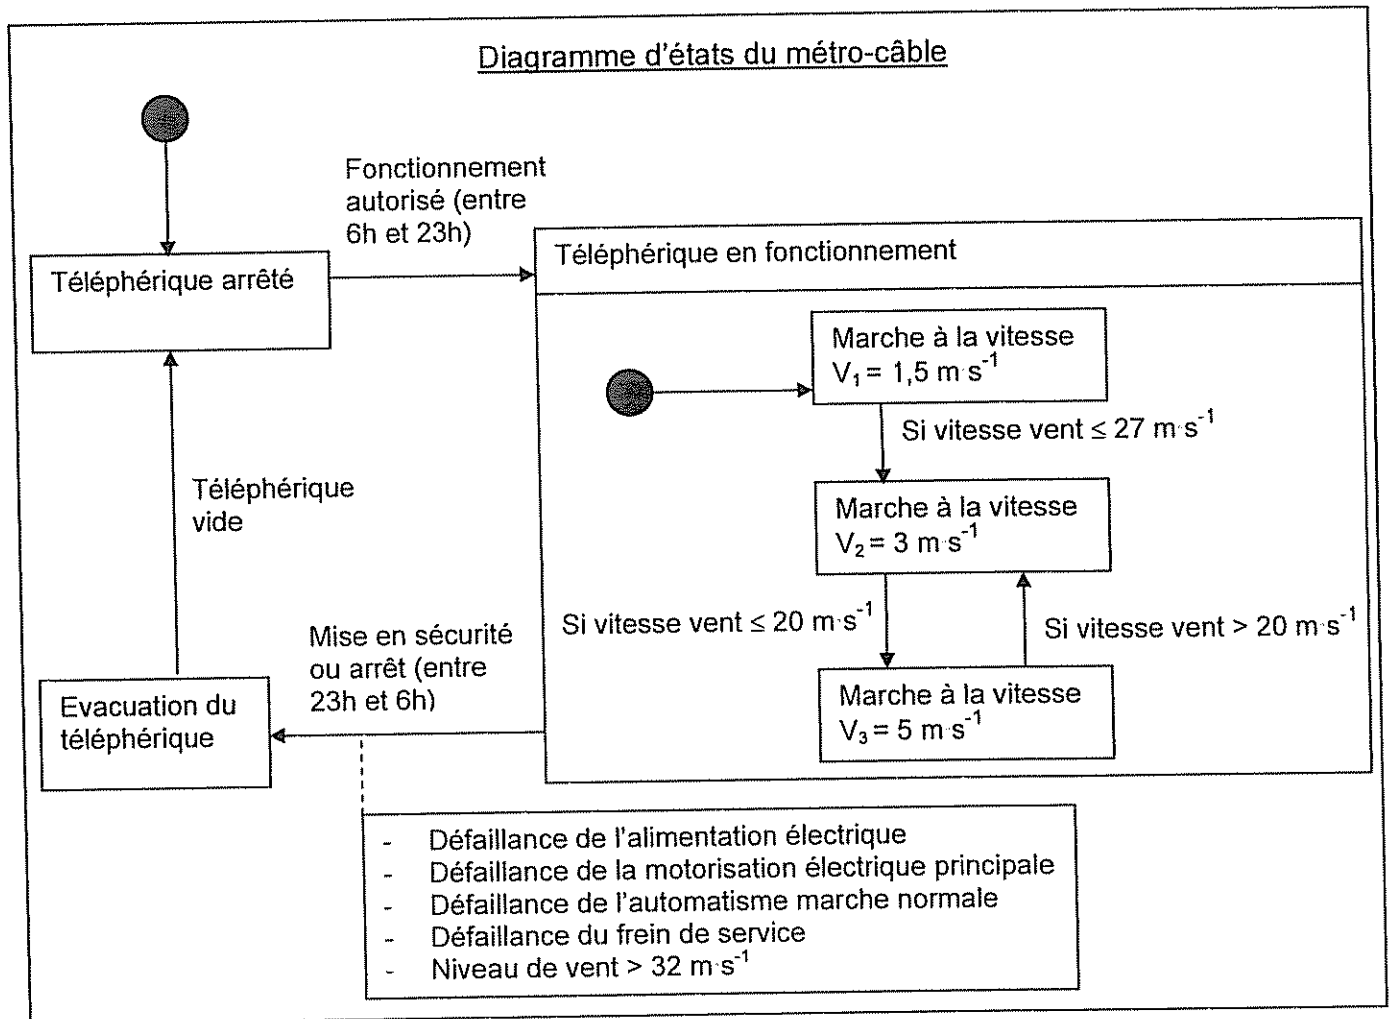 Diagramme d'états du métro-câble
Fonctionnement
autorisé (entre
6h et 23h)
Téléphérique arrêté
Téléphérique en fonctionnement
Marche à la vitesse
V₁ = 1,5 m·s⁻¹
Si vitesse vent ≤ 27 m·s⁻¹
Marche à la vitesse
V₂ = 3 m·s⁻¹
Si vitesse vent ≤ 20 m·s⁻¹
Si vitesse vent > 20 m·s⁻¹
Marche à la vitesse
V₃ = 5 m·s⁻¹
Téléphérique
vide
Mise en sécurité
ou arrêt (entre
23h et 6h)
Evacuation du
téléphérique
- Défaillance de l'alimentation électrique
- Défaillance de la motorisation électrique principale
- Défaillance de l'automatisme marche normale
- Défaillance du frein de service
- Niveau de vent > 32 m·s⁻¹